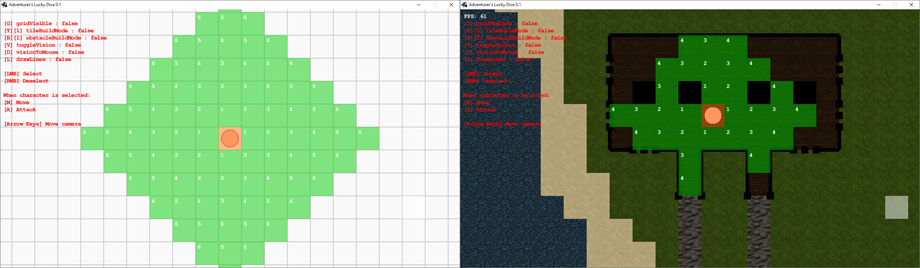 Adventurer's Lucky Dice 0.1
[G] gridVisible : false
[T][1] tileBuildMode : false
[B][1] obstacleBuildMode : false
[V] toggleVision : false
[D] visionToMouse : false
[L] drawLines : false
[LMB] Select
[RMB] Deselect
When character is selected:
[M] Move
[A] Attack
[Arrow Keys] Move camera
6 5 6
6 5 4 5 6
6 5 4 3 4 5 6
6 5 4 3 2 3 4 5 6
6 5 4 3 2 1 2 3 4 5 6
6 5 4 3 2 1 1 2 3 4 5 6
6 5 4 3 2 1 2 3 4 5 6
6 5 4 3 2 3 4 5 6
6 5 4 3 4 5 6
6 5 4 5 6
6 5 6
Adventurer's Lucky Dice 0.1
FPS: 61
[G] gridVisible : false
[T][1] tileBuildMode : false
[B][1] obstacleBuildMode : false
[V] toggleVision : false
[D] visionToMouse : false
[L] drawLines : false
[LMB] Select
[RMB] Deselect
When character is selected:
[M] Move
[A] Attack
[Arrow Keys] Move camera
4 3 4
4 3 2 3 4
3 1 3
4 3 2 1 1 2 3 4
4 3 2 1 2 3 4
3 4
4